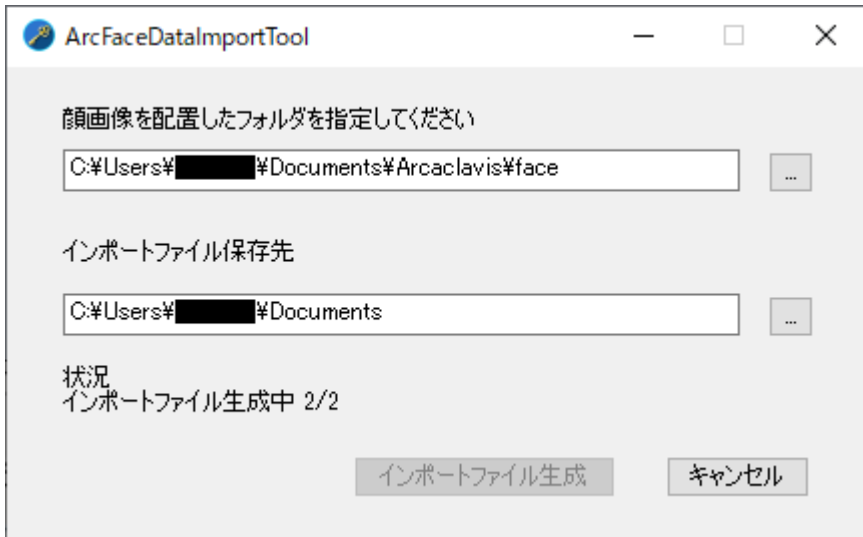 ArcFaceDataImportTool
顔画像を配置したフォルダを指定してください
C:¥Users¥ ¥Documents¥Arcaclavis¥face
...
インポートファイル保存先
C:¥Users¥ ¥Documents
...
状況
インポートファイル生成中 2/2
インポートファイル生成
キャンセル